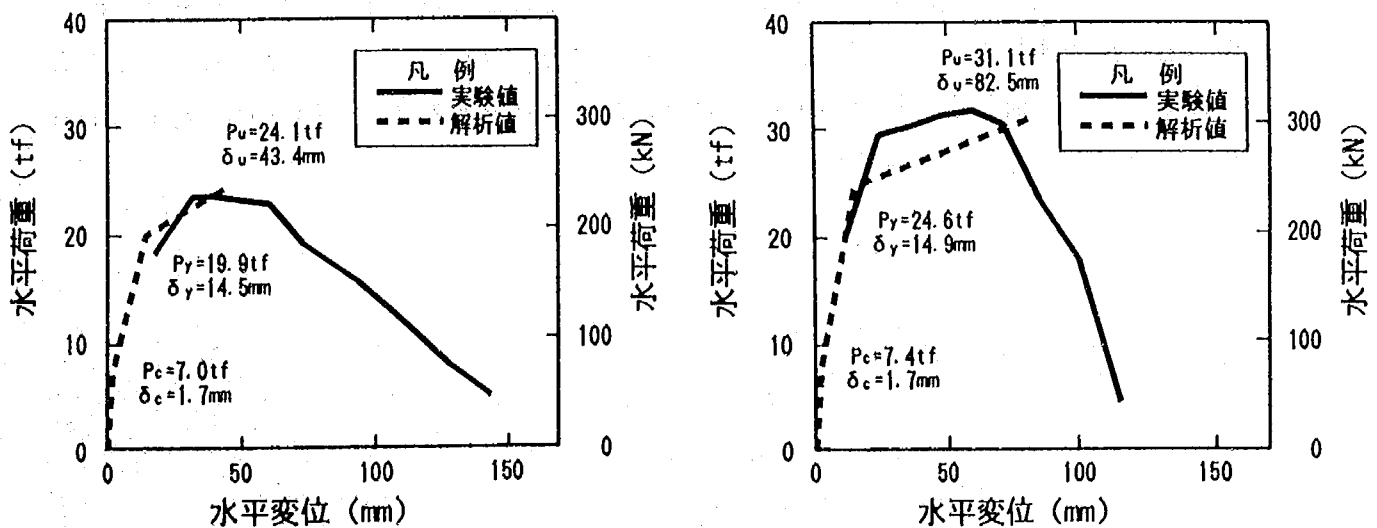 40
30
20
10
0
水平荷重 (tf)
凡 例
実験値
解析値
Pu=24.1tf
δu=43.4mm
Py=19.9tf
δy=14.5mm
Pc=7.0tf
δc=1.7mm
300
200
100
0
水平荷重 (kN)
0 50 100 150
水平変位 (mm)
40
30
20
10
0
水平荷重 (tf)
Pu=31.1tf
δu=82.5mm
凡 例
実験値
解析値
Py=24.6tf
δy=14.9mm
Pc=7.4tf
δc=1.7mm
300
200
100
0
水平荷重 (kN)
0 50 100 150
水平変位 (mm)